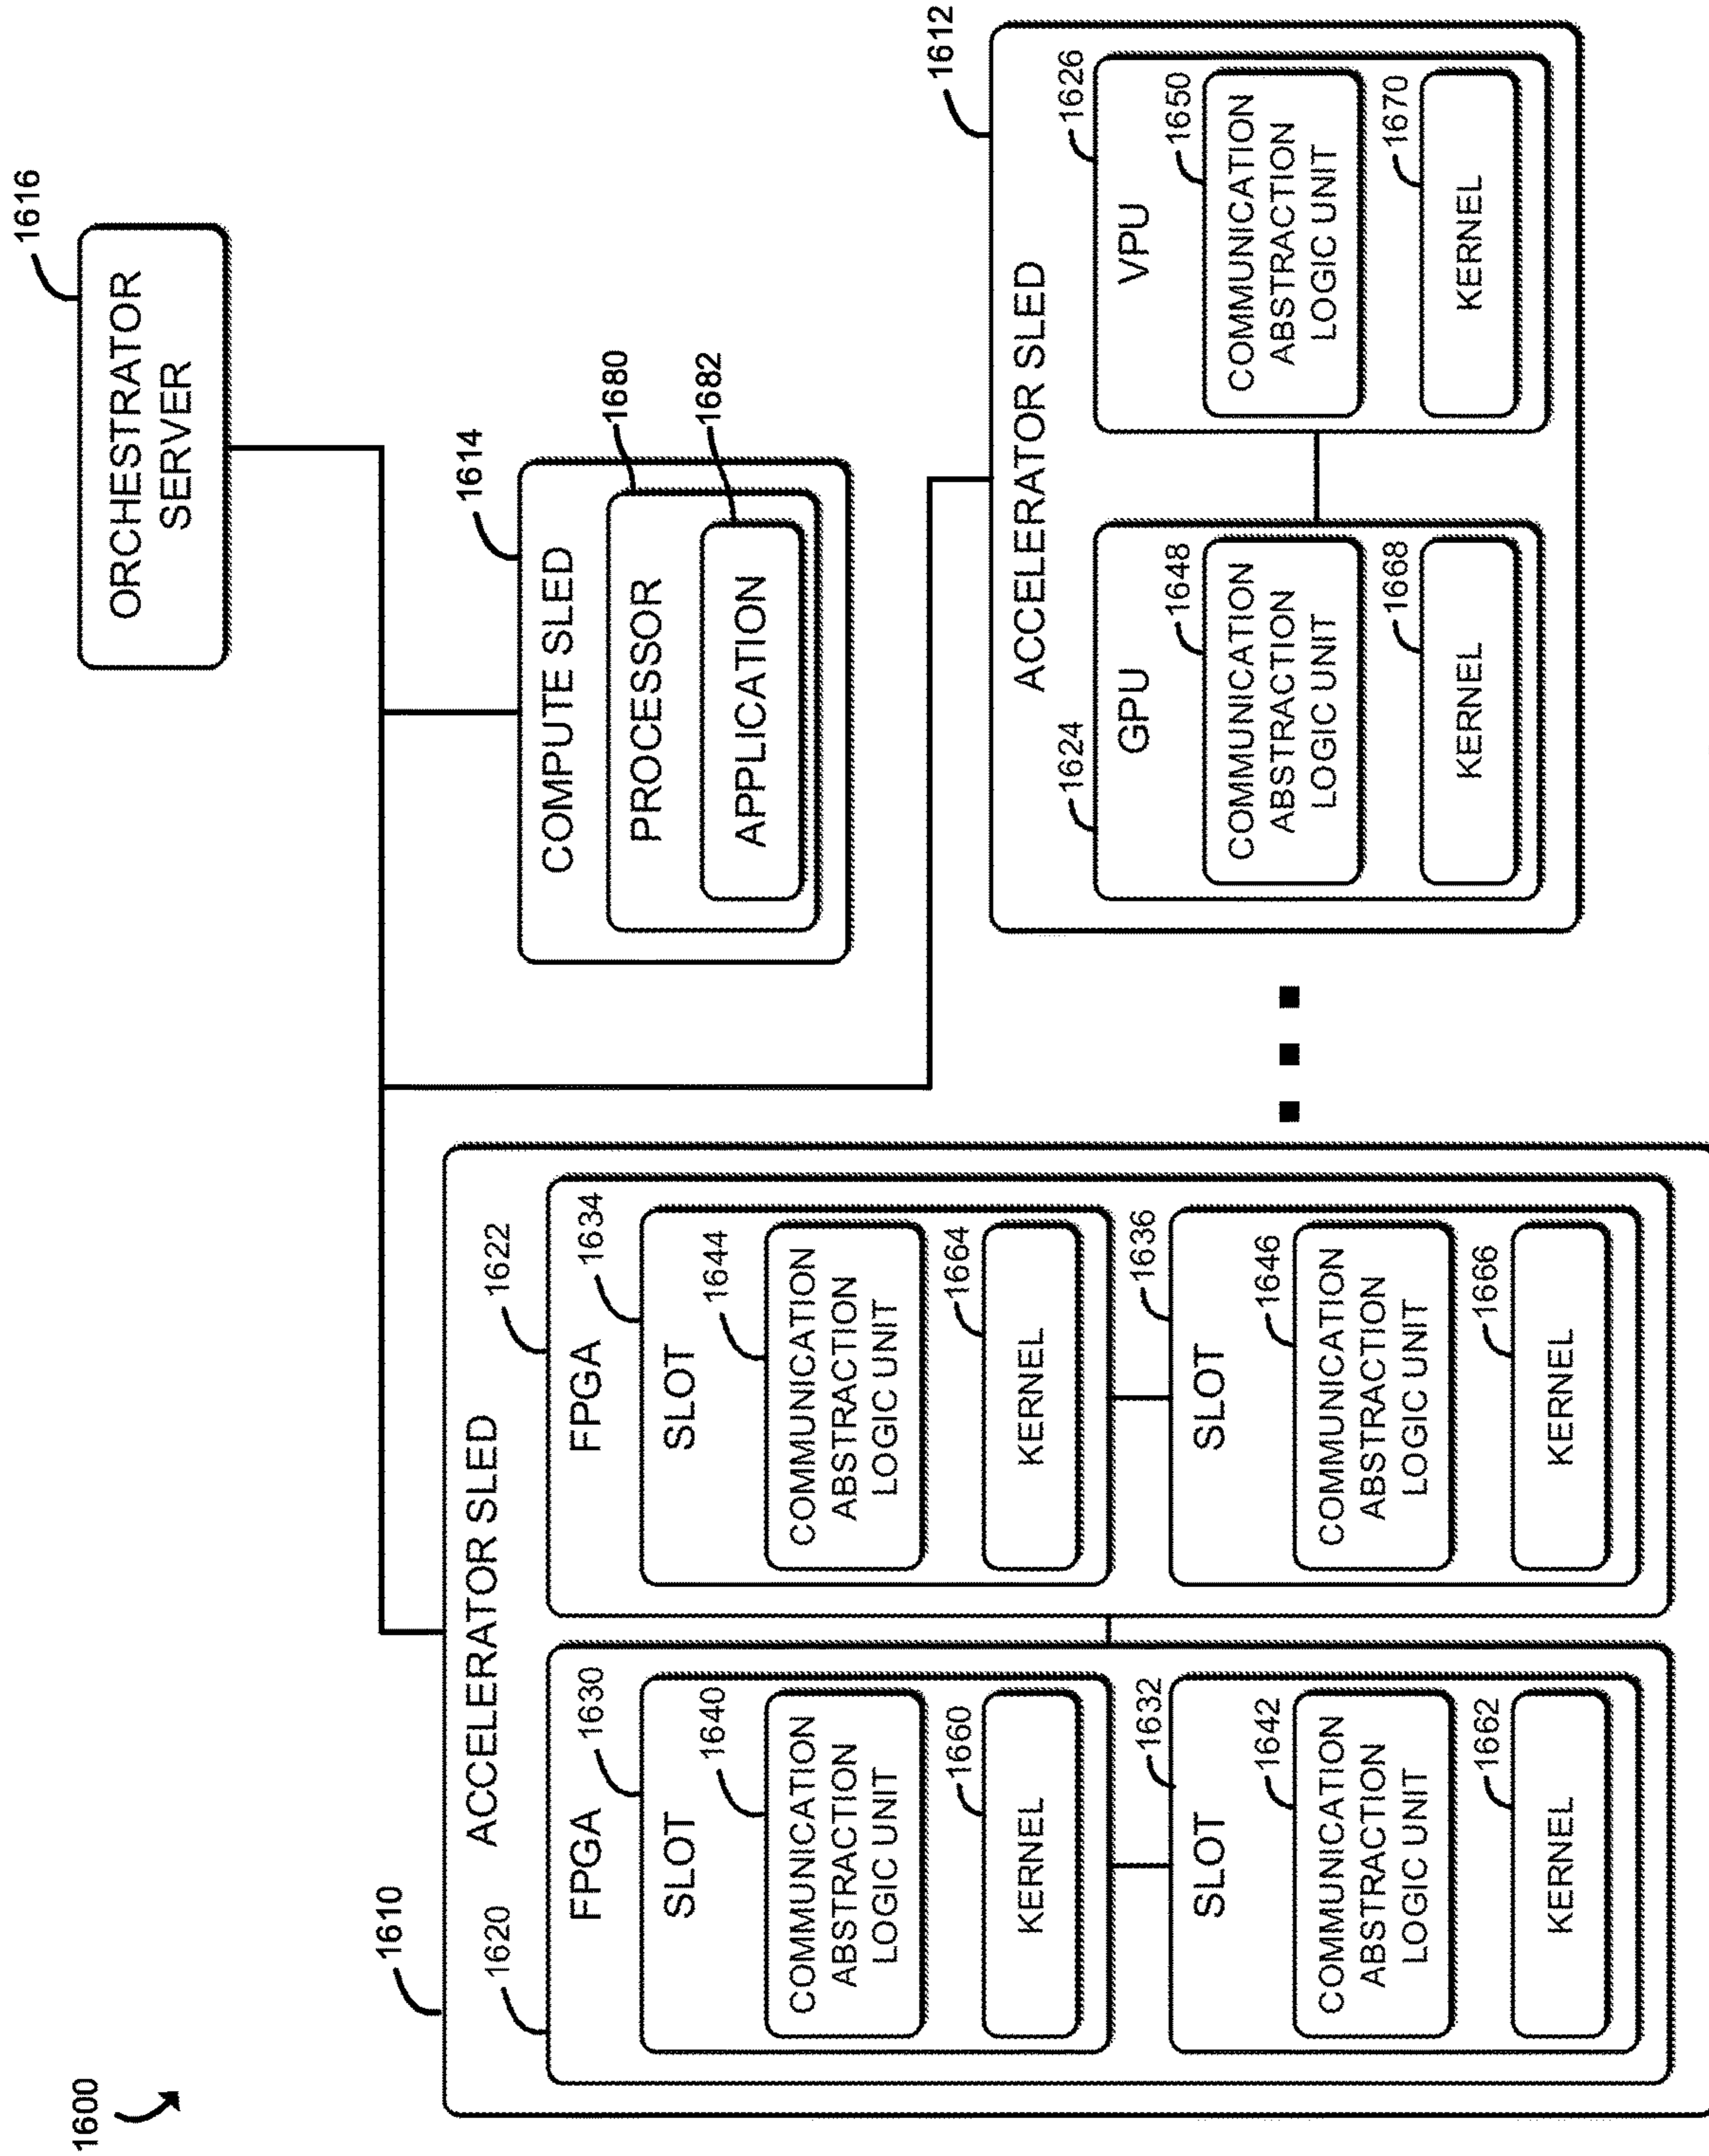 1600
1616
ORCHESTRATOR
SERVER
1614
COMPUTE SLED
1680
PROCESSOR
1682
APPLICATION
1610
ACCELERATOR SLED
1620
FPGA
1630
SLOT
1640
COMMUNICATION
ABSTRACTION
LOGIC UNIT
1660
KERNEL
1632
SLOT
1642
COMMUNICATION
ABSTRACTION
LOGIC UNIT
1662
KERNEL
1622
FPGA
1634
SLOT
1644
COMMUNICATION
ABSTRACTION
LOGIC UNIT
1664
KERNEL
1636
SLOT
1646
COMMUNICATION
ABSTRACTION
LOGIC UNIT
1666
KERNEL
1612
ACCELERATOR SLED
1624
GPU
1648
COMMUNICATION
ABSTRACTION
LOGIC UNIT
1668
KERNEL
1626
VPU
1650
COMMUNICATION
ABSTRACTION
LOGIC UNIT
1670
KERNEL